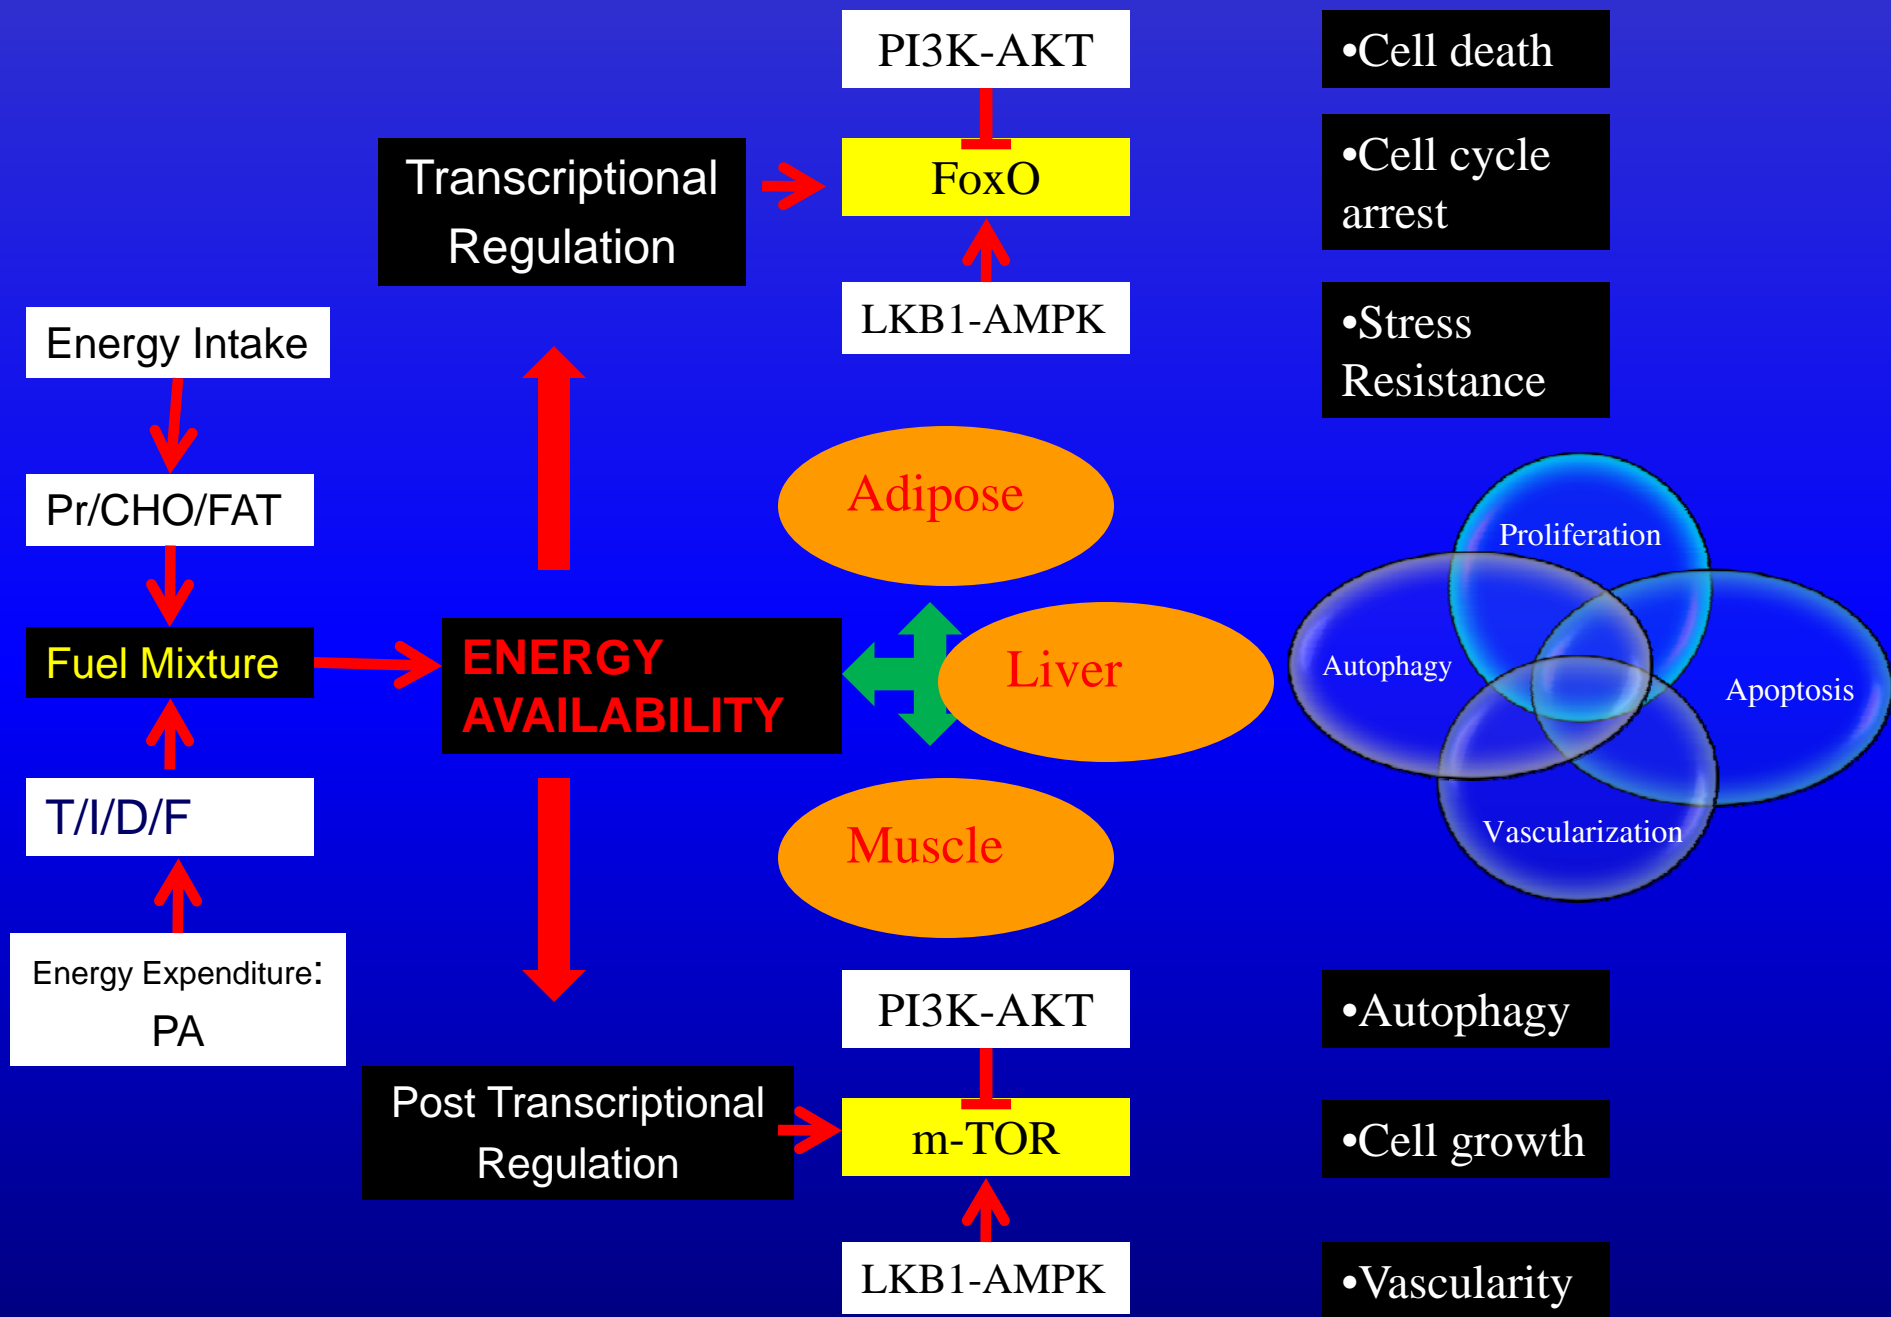 PI3K-AKT
•Cell death
Transcriptional
Regulation
FoxO
•Cell cycle
arrest
LKB1-AMPK
•Stress
Resistance
Energy Intake
Pr/CHO/FAT
Fuel Mixture
T/I/D/F
Energy Expenditure:
PA
ENERGY
AVAILABILITY
Adipose
Liver
Muscle
Proliferation
Autophagy
Apoptosis
Vascularization
PI3K-AKT
•Autophagy
Post Transcriptional
Regulation
m-TOR
•Cell growth
LKB1-AMPK
•Vascularity